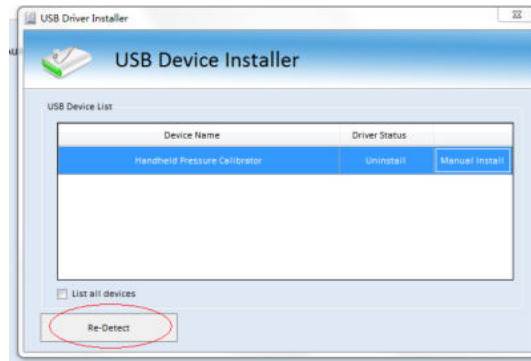 USB Driver Installer
USB Device Installer
USB Device List
Device Name Driver Status
Handheld Pressure Calibrator Uninstall Manual Install
List all devices
Re-Detect